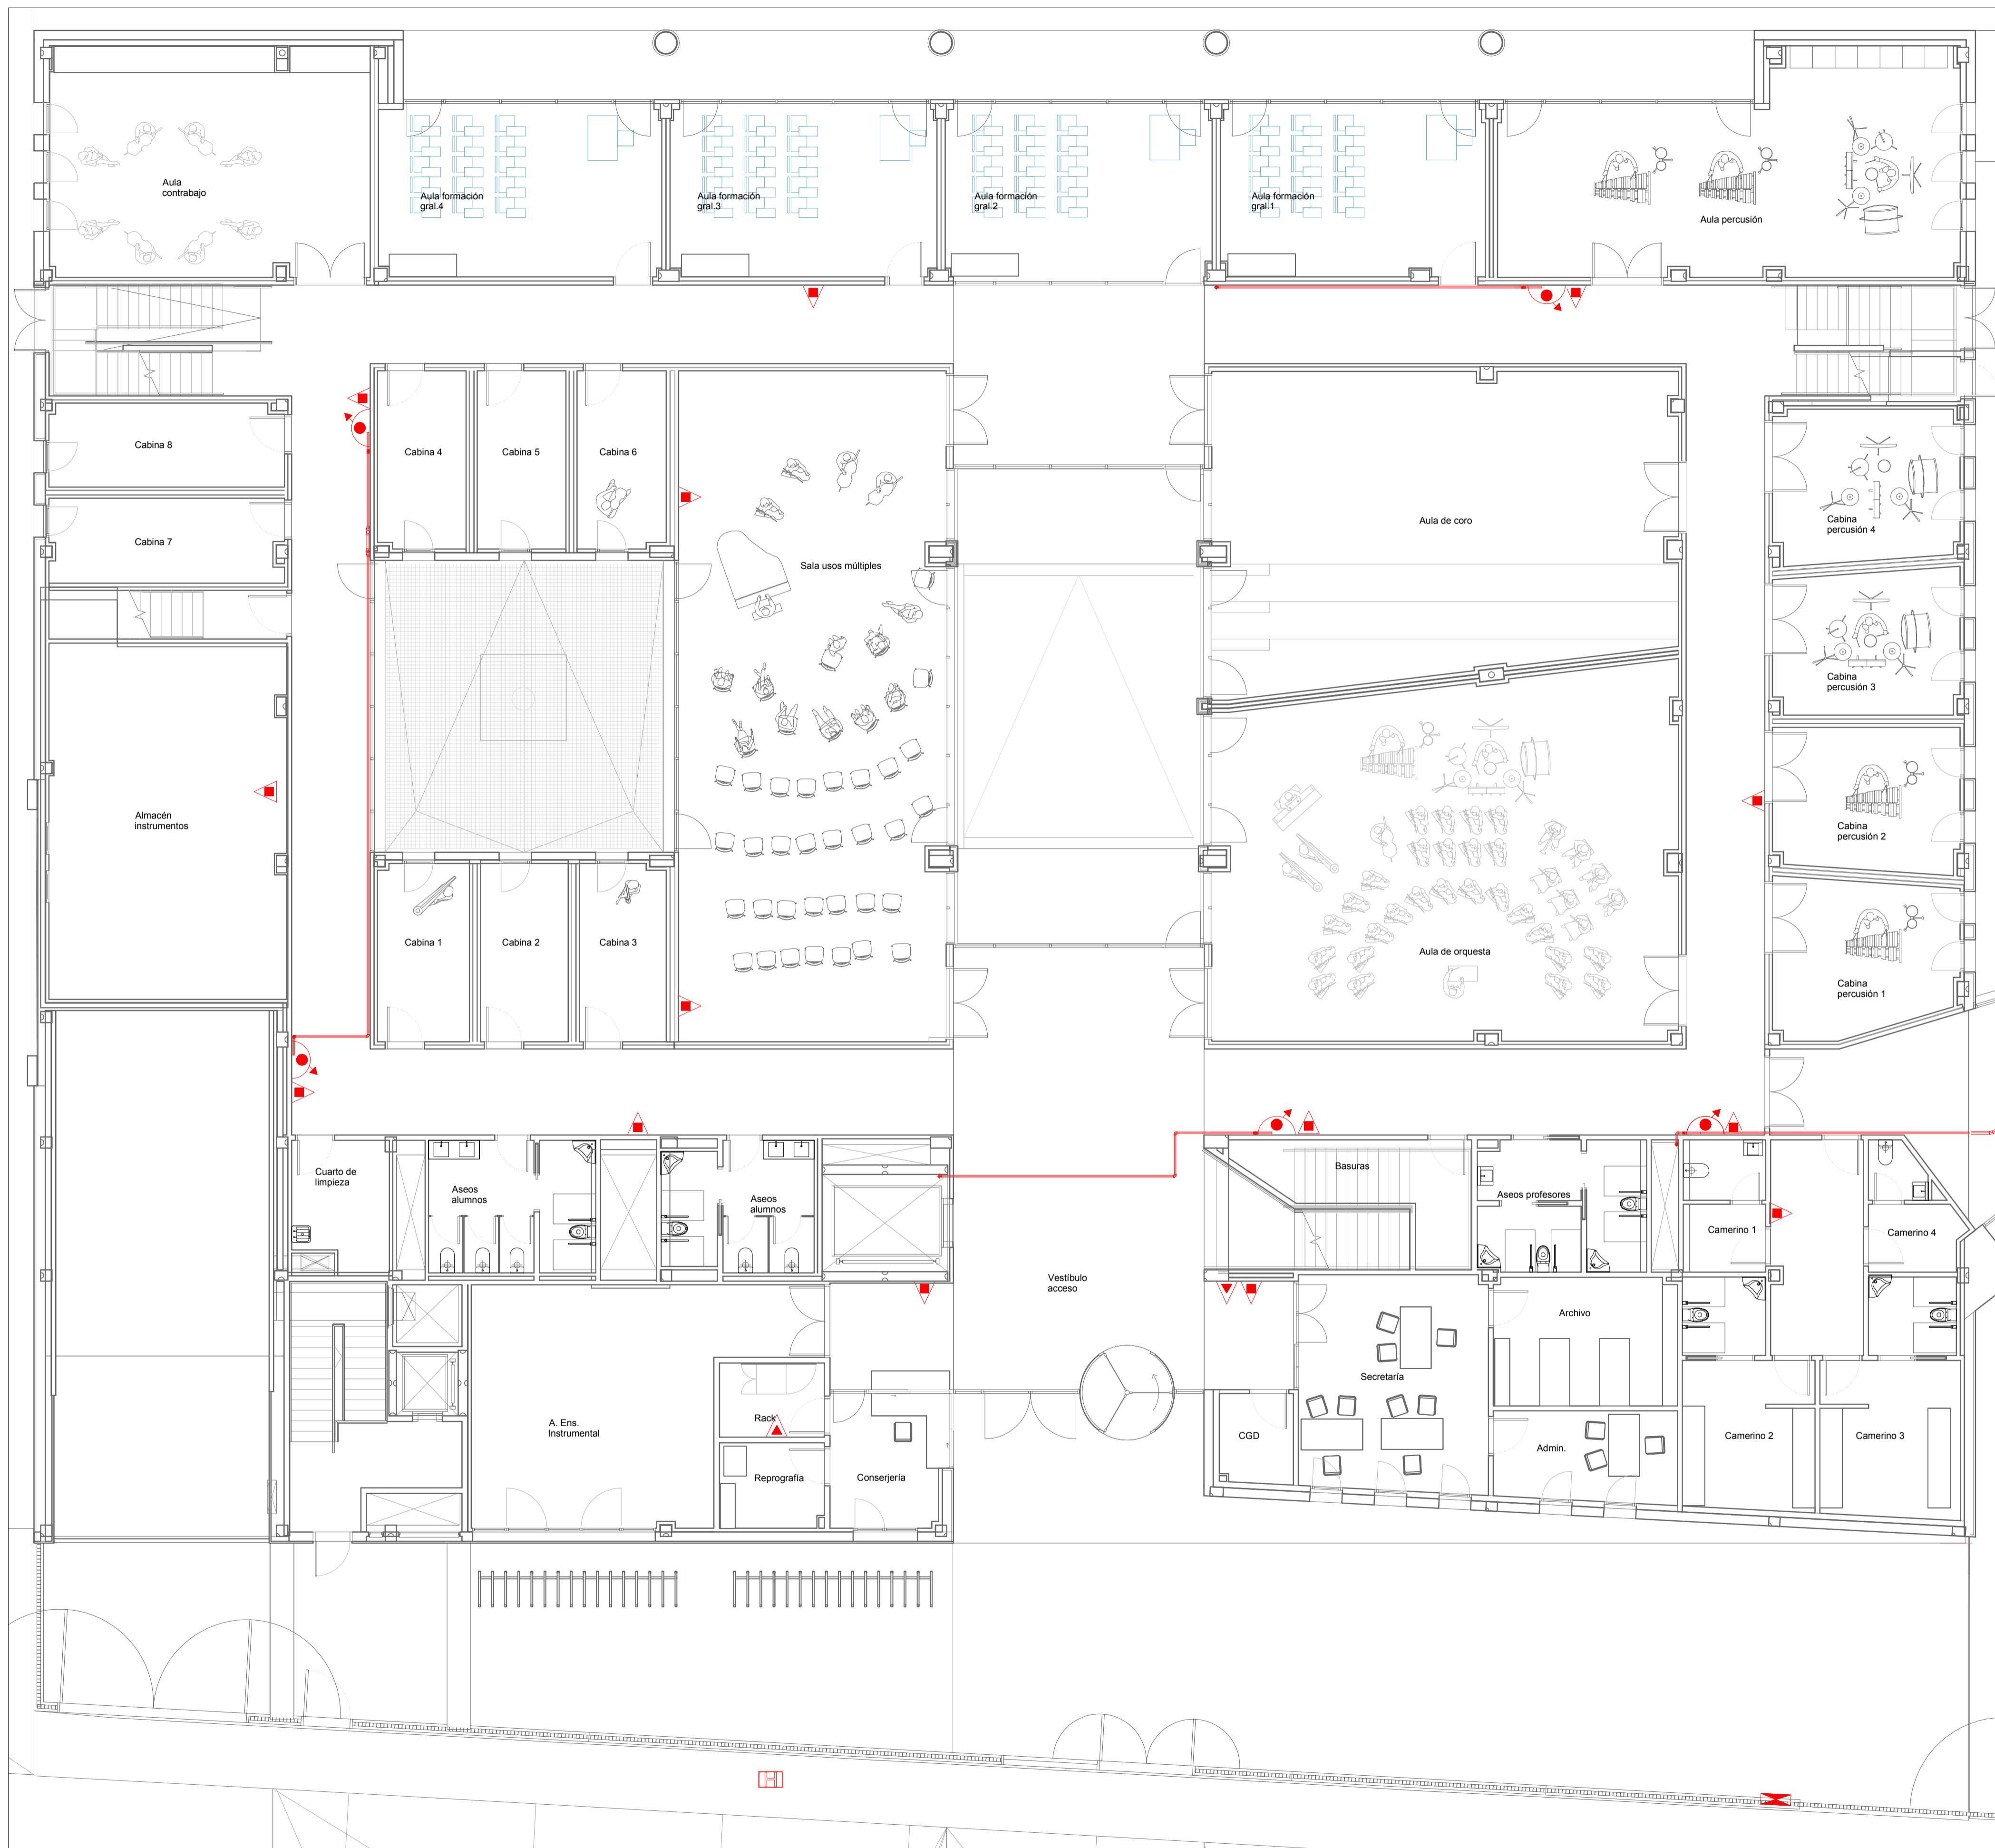 Aula
contrabajo
Aula formación
gral.4
Aula formación
gral.3
Aula formación
gral.2
Aula formación
gral.1
Aula percusión
Cabina 8
Cabina 4
Cabina 5
Cabina 6
Cabina 7
Sala usos múltiples
Aula de coro
Cabina
percusión 4
Cabina
percusión 3
Almacén
instrumentos
Cabina
percusión 2
Cabina 1
Cabina 2
Cabina 3
Aula de orquesta
Cabina
percusión 1
Cuarto de
limpieza
Aseos
alumnos
Aseos
alumnos
Basuras
Aseos profesores
Camerino 1
Camerino 4
Vestíbulo
acceso
Archivo
Secretaría
A. Ens.
Instrumental
Rack
CGD
Admin.
Camerino 2
Camerino 3
Reprografía
Conserjería
H